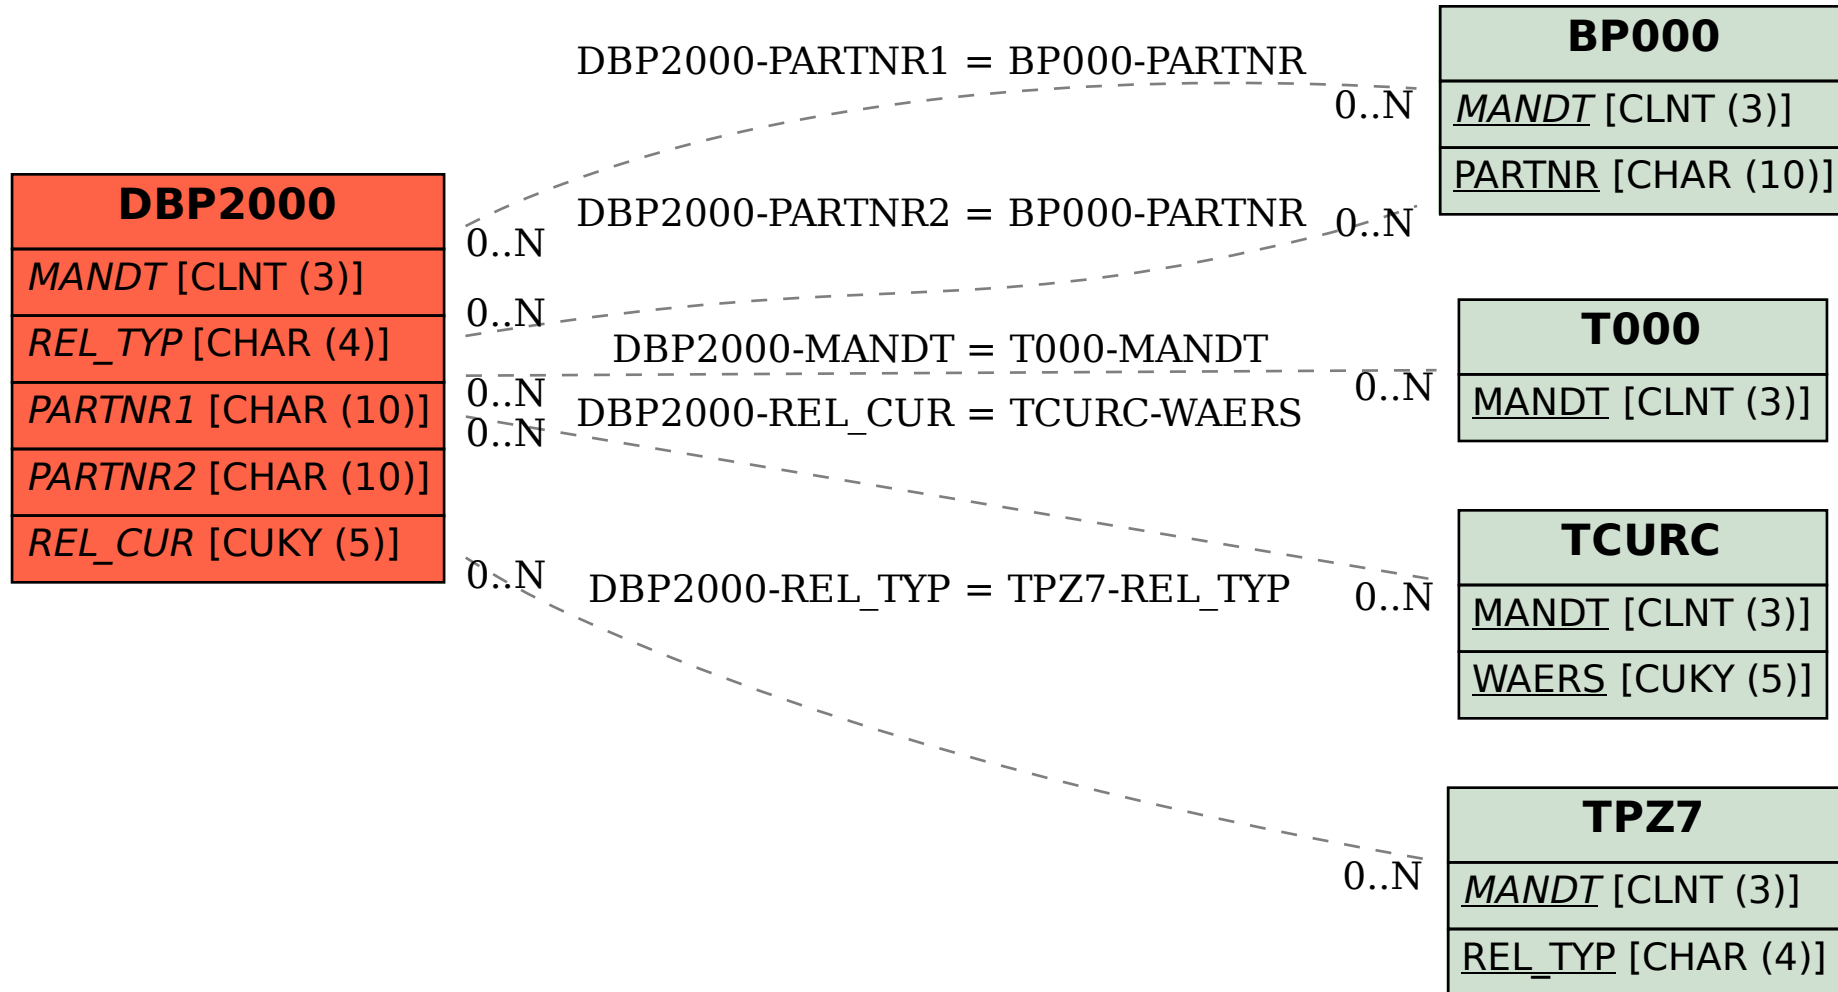 DBP2000
MANDT [CLNT (3)]
REL_TYP [CHAR (4)]
PARTNR1 [CHAR (10)]
PARTNR2 [CHAR (10)]
REL_CUR [CUKY (5)]
DBP2000-PARTNR1 = BP000-PARTNR
0..N
0..N
DBP2000-PARTNR2 = BP000-PARTNR
0..N
0..N
DBP2000-MANDT = T000-MANDT
0..N
0..N
DBP2000-REL_CUR = TCURC-WAERS
0..N
0..N
DBP2000-REL_TYP = TPZ7-REL_TYP
0..N
0..N
BP000
MANDT [CLNT (3)]
PARTNR [CHAR (10)]
T000
MANDT [CLNT (3)]
TCURC
MANDT [CLNT (3)]
WAERS [CUKY (5)]
TPZ7
MANDT [CLNT (3)]
REL_TYP [CHAR (4)]